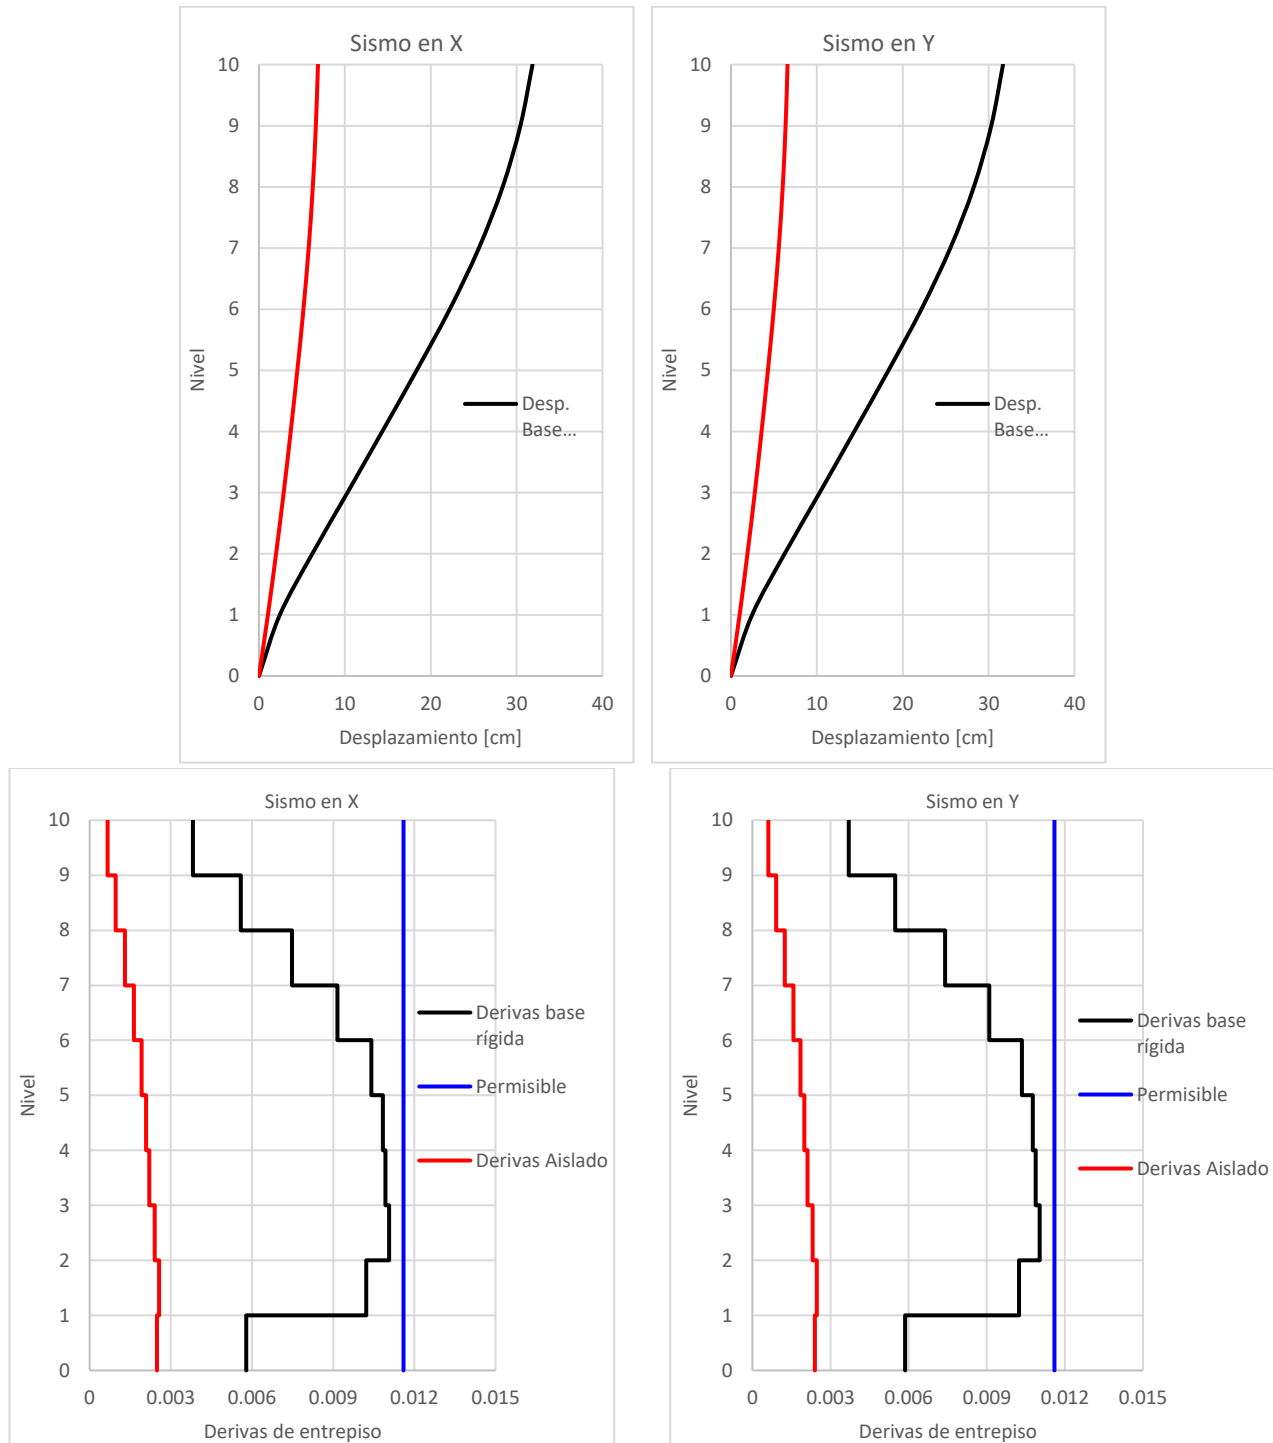 Sismo en X
10
9
8
7
6
5
4
3
2
1
0
Nivel
Desp.
Base...
0 10 20 30 40
Desplazamiento [cm]
Sismo en Y
10
9
8
7
6
5
4
3
2
1
0
Nivel
Desp.
Base...
0 10 20 30 40
Desplazamiento [cm]
Sismo en X
10
9
8
7
6
5
4
3
2
1
0
Nivel
Derivas base
rígida
Permisible
Derivas Aislado
0 0.003 0.006 0.009 0.012 0.015
Derivas de entrepiso
Sismo en Y
10
9
8
7
6
5
4
3
2
1
0
Nivel
Derivas base
rígida
Permisible
Derivas Aislado
0 0.003 0.006 0.009 0.012 0.015
Derivas de entrepiso